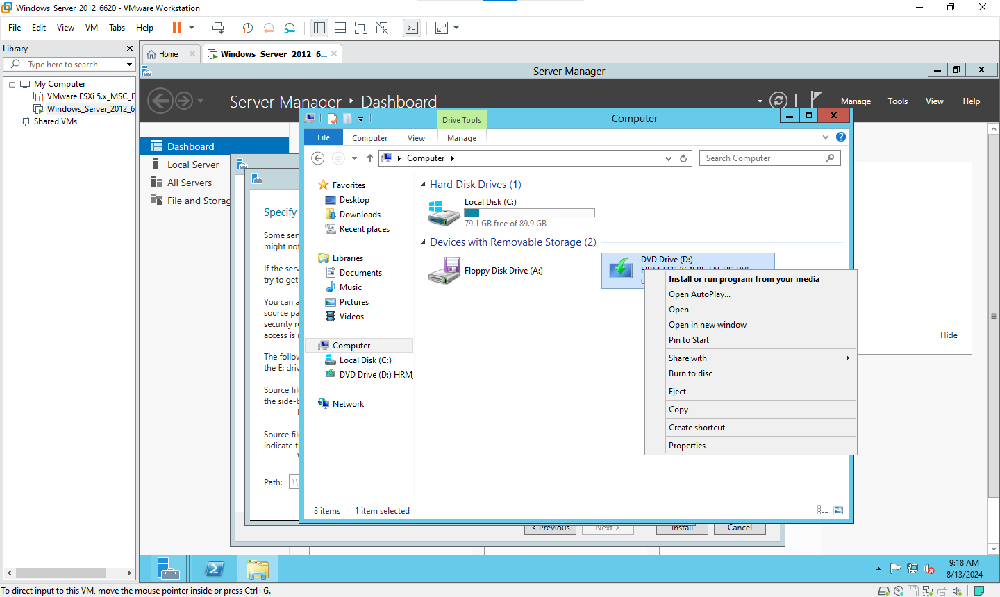 Windows_Server_2012_6620 - VMware Workstation
File Edit View VM Tabs Help
Library
Type here to search
My Computer
VMware ESXi 5.x_MSC_I
Windows_Server_2012_6
Shared VMs
Home
Windows_Server_2012_6...
Server Manager
Server Manager Dashboard
Manage Tools View Help
Dashboard
Local Server
All Servers
File and Storag
Hide
Specify
Some ser
might not
If the serv
try to get
You can a
source pa
security re
access is
The follow
the E: driv
Source fil
the side-b
Source fil
indicate t
Path: \\
< Previous Next > Install Cancel
Drive Tools
Computer
File Computer View Manage
Computer
Search Computer
Favorites
Desktop
Downloads
Recent places
Libraries
Documents
Music
Pictures
Videos
Computer
Local Disk (C:)
DVD Drive (D:) HRM_
Network
Hard Disk Drives (1)
Local Disk (C:)
79.1 GB free of 89.9 GB
Devices with Removable Storage (2)
Floppy Disk Drive (A:)
DVD Drive (D:)
HRM_SSS_X64FRE_EN-US_DV5
Install or run program from your media
Open AutoPlay...
Open
Open in new window
Pin to Start
Share with
Burn to disc
Eject
Copy
Create shortcut
Properties
3 items 1 item selected
9:18 AM
8/13/2024
To direct input to this VM, move the mouse pointer inside or press Ctrl+G.